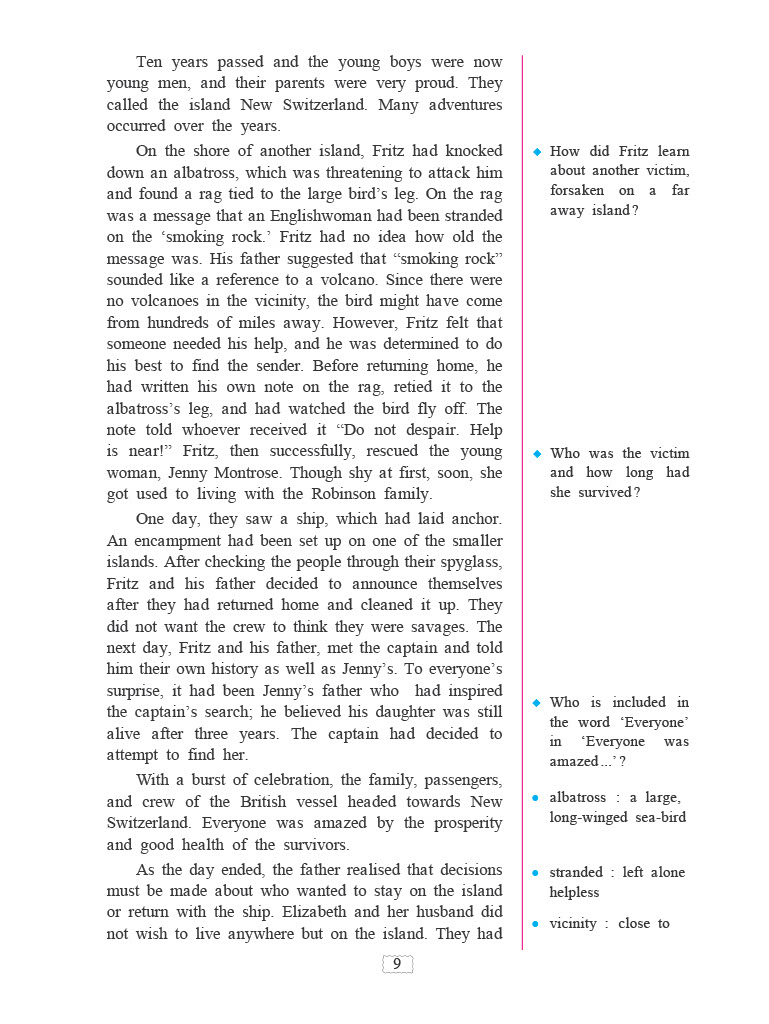 Ten years passed and the young boys were now
young men, and their parents were very proud. They
called the island New Switzerland. Many adventures
occurred over the years.
On the shore of another island, Fritz had knocked
down an albatross, which was threatening to attack him
and found a rag tied to the large bird's leg. On the rag
was a message that an Englishwoman had been stranded
on the ‘smoking rock.’ Fritz had no idea how old the
message was. His father suggested that “smoking rock”
sounded like a reference to a volcano. Since there were
no volcanoes in the vicinity, the bird might have come
from hundreds of miles away. However, Fritz felt that
someone needed his help, and he was determined to do
his best to find the sender. Before returning home, he
had written his own note on the rag, retied it to the
albatross’s leg, and had watched the bird fly off. The
note told whoever received it “Do not despair. Help
is near!” Fritz, then successfully, rescued the young
woman, Jenny Montrose. Though shy at first, soon, she
got used to living with the Robinson family.
One day, they saw a ship, which had laid anchor.
An encampment had been set up on one of the smaller
islands. After checking the people through their spyglass,
Fritz and his father decided to announce themselves
after they had returned home and cleaned it up. They
did not want the crew to think they were savages. The
next day, Fritz and his father, met the captain and told
him their own history as well as Jenny’s. To everyone’s
surprise, it had been Jenny’s father who had inspired
the captain’s search; he believed his daughter was still
alive after three years. The captain had decided to
attempt to find her.
With a burst of celebration, the family, passengers,
and crew of the British vessel headed towards New
Switzerland. Everyone was amazed by the prosperity
and good health of the survivors.
As the day ended, the father realised that decisions
must be made about who wanted to stay on the island
or return with the ship. Elizabeth and her husband did
not wish to live anywhere but on the island. They had
◆ How did Fritz learn
about another victim,
forsaken on a far
away island?
◆ Who was the victim
and how long had
she survived?
◆ Who is included in
the word ‘Everyone’
in ‘Everyone was
amazed...’?
● albatross : a large,
long-winged sea-bird
● stranded : left alone
helpless
● vicinity : close to
9